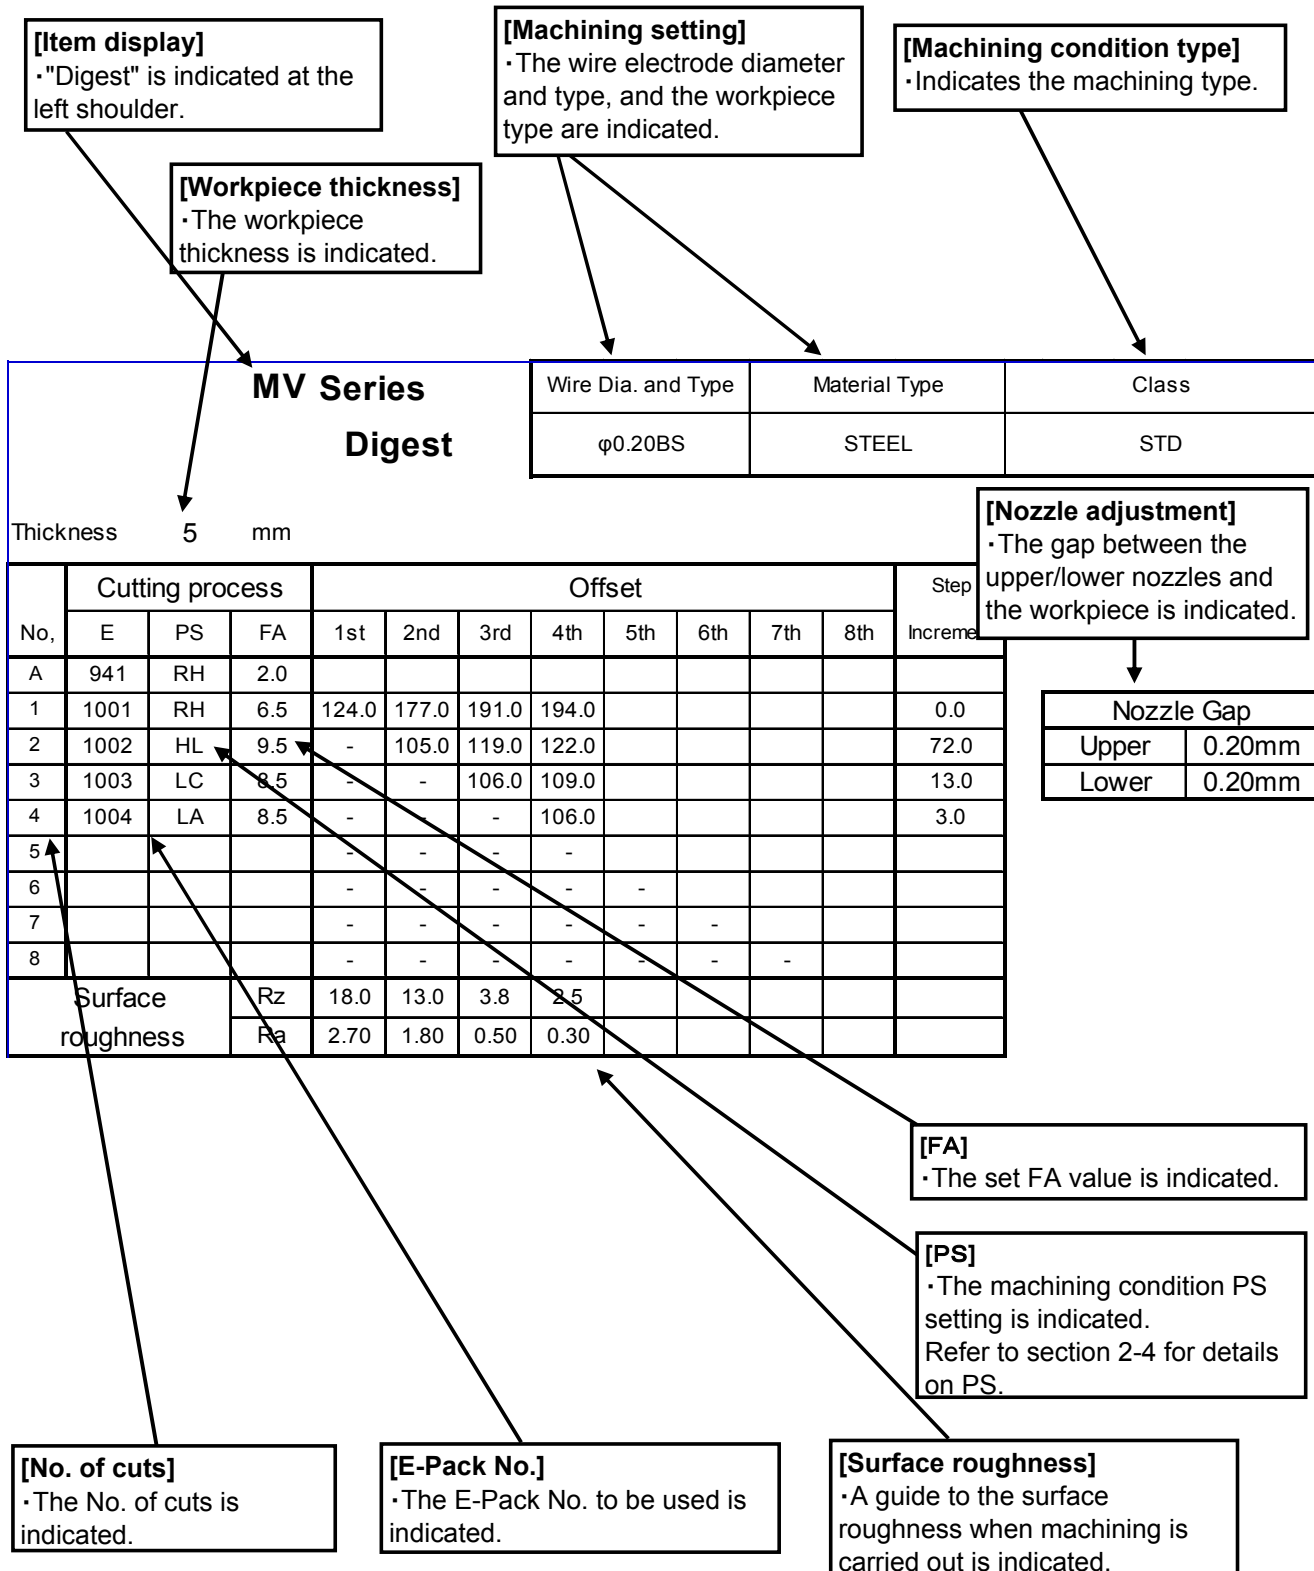 [Item display]
・"Digest" is indicated at the
left shoulder.
[Machining setting]
・The wire electrode diameter
and type, and the workpiece
type are indicated.
[Machining condition type]
・Indicates the machining type.
[Workpiece thickness]
・The workpiece
thickness is indicated.
MV Series
Digest
Wire Dia. and Type Material Type Class
φ0.20BS STEEL STD
Thickness 5 mm
[Nozzle adjustment]
・The gap between the
upper/lower nozzles and
the workpiece is indicated.
Cutting process Offset Step
No, E PS FA 1st 2nd 3rd 4th 5th 6th 7th 8th Increme
A 941 RH 2.0
1 1001 RH 6.5 124.0 177.0 191.0 194.0 0.0
2 1002 HL 9.5 - 105.0 119.0 122.0 72.0
3 1003 LC 8.5 - - 106.0 109.0 13.0
4 1004 LA 8.5 - - - 106.0 3.0
5 - - - -
6 - - - - -
7 - - - - - -
8 - - - - - - -
Surface
roughness
Rz 18.0 13.0 3.8 2.5
Ra 2.70 1.80 0.50 0.30
Nozzle Gap
Upper 0.20mm
Lower 0.20mm
[FA]
・The set FA value is indicated.
[PS]
・The machining condition PS
setting is indicated.
Refer to section 2-4 for details
on PS.
[No. of cuts]
・The No. of cuts is
indicated.
[E-Pack No.]
・The E-Pack No. to be used is
indicated.
[Surface roughness]
・A guide to the surface
roughness when machining is
carried out is indicated.